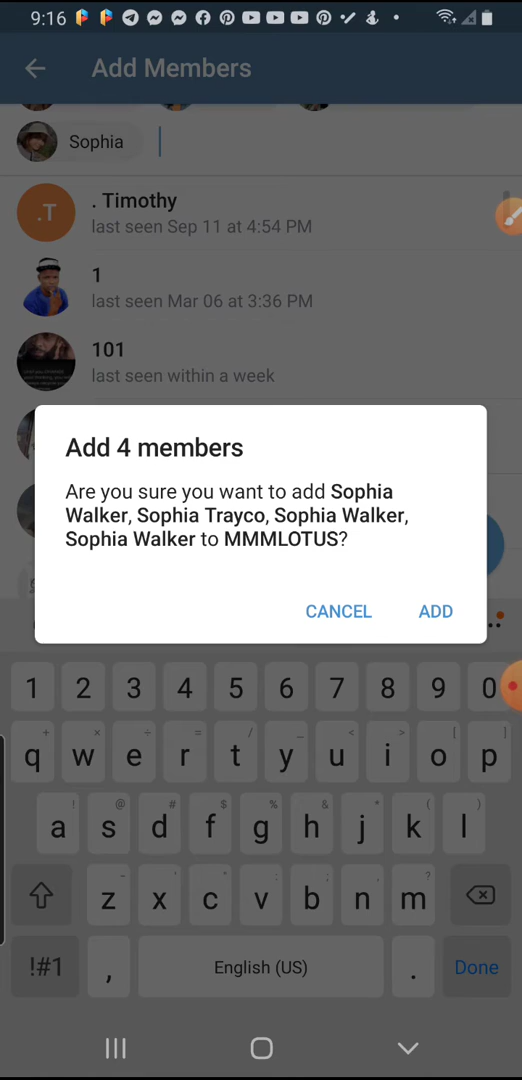 9:16
Add Members
Sophia
.T
. Timothy
last seen Sep 11 at 4:54 PM
1
last seen Mar 06 at 3:36 PM
101
last seen within a week
Add 4 members
Are you sure you want to add Sophia
Walker, Sophia Trayco, Sophia Walker,
Sophia Walker to MMMLOTUS?
CANCEL ADD
1 2 3 4 5 6 7 8 9 0
+ × ÷ = / _ < > [ ]
q w e r t y u i o p
! @ # $ % ^ & * ( )
a s d f g h j k l
- ' " : ; , ?
z x c v b n m
!#1 , English (US) . Done